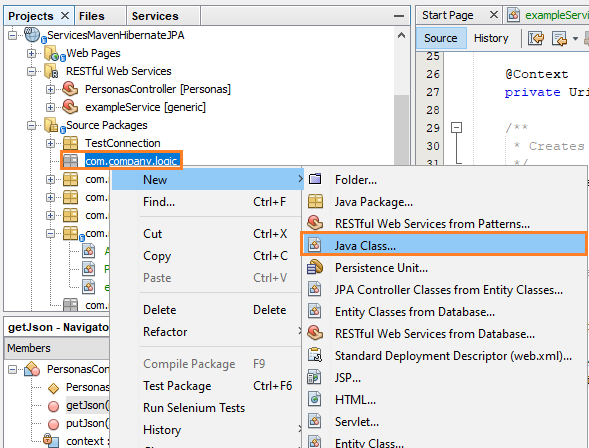 Projects
Files
Services
ServicesMavenHibernateJPA
Web Pages
RESTful Web Services
PersonasController [Personas]
exampleService [generic]
Source Packages
TestConnection
com.company.logic
com.
com.
com.
com.
com.
getJson - Navigator
Members
PersonasCon
Personas
getJson()
putJson(
context :
New
Find... Ctrl+F
Cut Ctrl+X
Copy Ctrl+C
Paste Ctrl+V
Delete Delete
Refactor
Compile Package F9
Test Package Ctrl+F6
Run Selenium Tests
History
Folder...
Java Package...
RESTful Web Services from Patterns...
Java Class...
Persistence Unit...
JPA Controller Classes from Entity Classes...
Entity Classes from Database...
RESTful Web Services from Database...
Standard Deployment Descriptor (web.xml)...
JSP...
HTML...
Servlet...
Entity Class...
Start Page
exampleServi
Source
History
25
26 @Context
27 private Uri
28
29 /**
30 * Creates
31 */